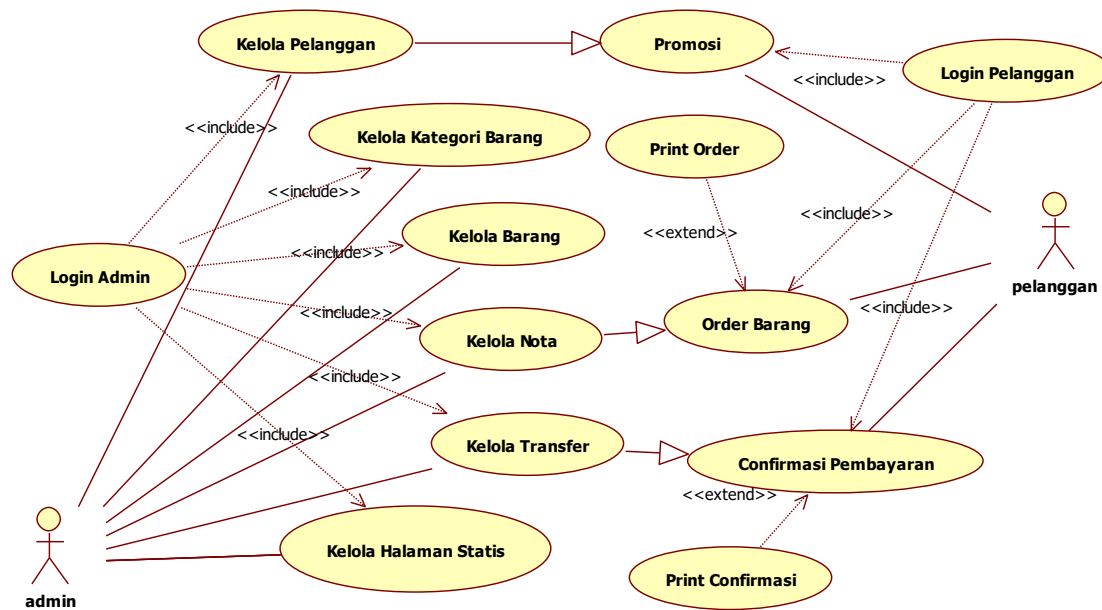 Kelola Pelanggan
Promosi
Login Pelanggan
<<include>>
<<include>>
Kelola Kategori Barang
Print Order
<<include>>
<<include>>
Kelola Barang
<<extend>>
<<include>>
Login Admin
pelanggan
<<include>>
Order Barang
<<include>>
Kelola Nota
<<include>>
<<include>>
Kelola Transfer
Confirmasi Pembayaran
<<extend>>
Kelola Halaman Statis
Print Confirmasi
admin